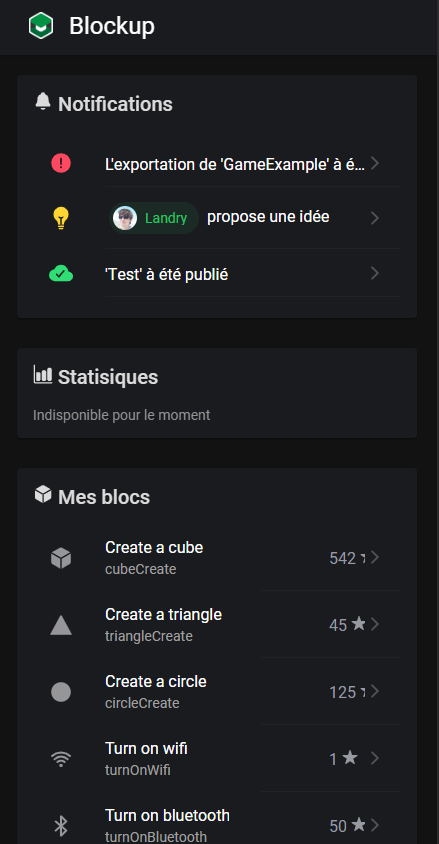 Blockup
Notifications
L'exportation de 'GameExample' à é...
Landry propose une idée
'Test' à été publié
Statisiques
Indisponible pour le moment
Mes blocs
Create a cube
542
cubeCreate
Create a triangle
45
triangleCreate
Create a circle
125
circleCreate
Turn on wifi
1
turnOnWifi
Turn on bluetooth
50
turnOnBluetooth